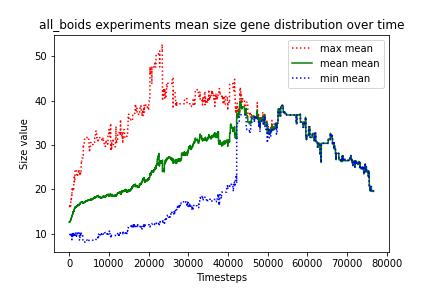 all_boids experiments mean size gene distribution over time
max mean
mean mean
min mean
Size value
50
40
30
20
10
0
10000
20000
30000
40000
50000
60000
70000
80000
Timesteps